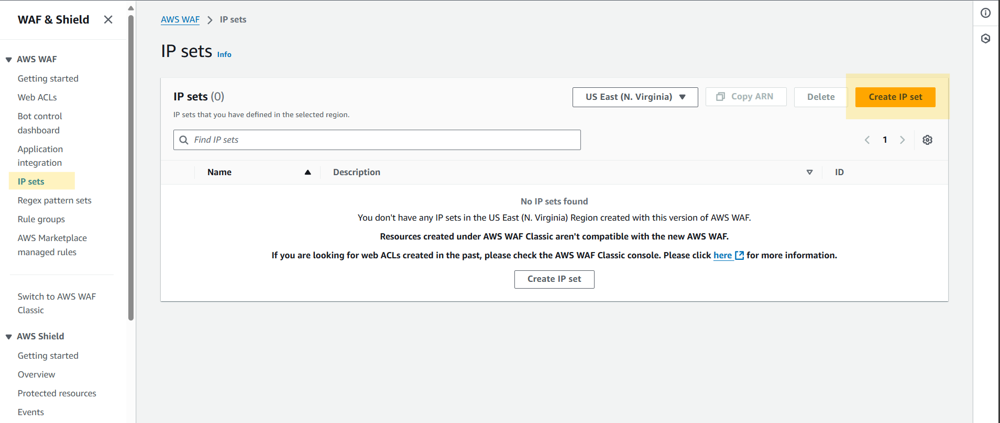 WAF & Shield
AWS WAF
Getting started
Web ACLs
Bot control
dashboard
Application
integration
IP sets
Regex pattern sets
Rule groups
AWS Marketplace
managed rules
Switch to AWS WAF
Classic
AWS Shield
Getting started
Overview
Protected resources
Events
AWS WAF > IP sets
IP sets Info
IP sets (0)
US East (N. Virginia)
Copy ARN
Delete
Create IP set
IP sets that you have defined in the selected region.
Find IP sets
1
Name
Description
ID
No IP sets found
You don't have any IP sets in the US East (N. Virginia) Region created with this version of AWS WAF.
Resources created under AWS WAF Classic aren't compatible with the new AWS WAF.
If you are looking for web ACLs created in the past, please check the AWS WAF Classic console. Please click here for more information.
Create IP set